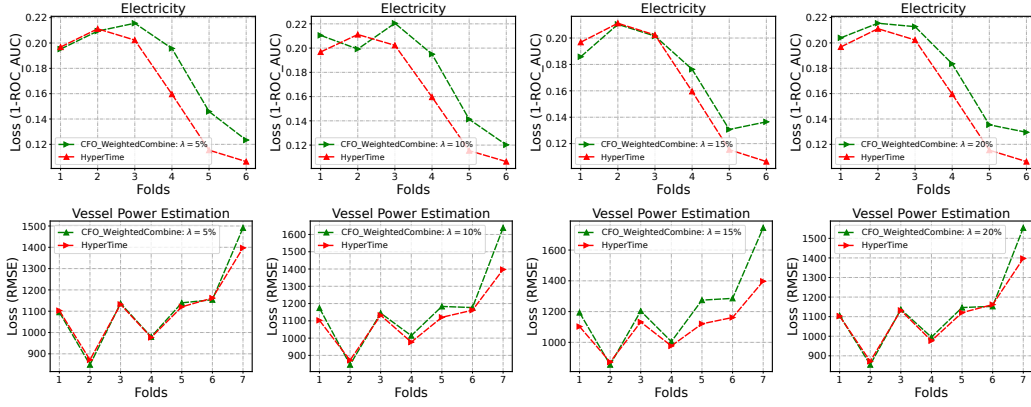 Electricity
Loss (1-ROC_AUC)
0.22
0.20
0.18
0.16
0.14
0.12
CFO_WeightedCombine: λ = 5%
HyperTime
1 2 3 4 5 6
Folds
Electricity
Loss (1-ROC_AUC)
0.22
0.20
0.18
0.16
0.14
0.12
CFO_WeightedCombine: λ = 10%
HyperTime
1 2 3 4 5 6
Folds
Electricity
Loss (1-ROC_AUC)
0.20
0.18
0.16
0.14
0.12
CFO_WeightedCombine: λ = 15%
HyperTime
1 2 3 4 5 6
Folds
Electricity
Loss (1-ROC_AUC)
0.22
0.20
0.18
0.16
0.14
0.12
CFO_WeightedCombine: λ = 20%
HyperTime
1 2 3 4 5 6
Folds
Vessel Power Estimation
Loss (RMSE)
1500
1400
1300
1200
1100
1000
900
CFO_WeightedCombine: λ = 5%
HyperTime
1 2 3 4 5 6 7
Folds
Vessel Power Estimation
Loss (RMSE)
1600
1500
1400
1300
1200
1100
1000
900
CFO_WeightedCombine: λ = 10%
HyperTime
1 2 3 4 5 6 7
Folds
Vessel Power Estimation
Loss (RMSE)
1600
1400
1200
1000
CFO_WeightedCombine: λ = 15%
HyperTime
1 2 3 4 5 6 7
Folds
Vessel Power Estimation
Loss (RMSE)
1500
1400
1300
1200
1100
1000
900
CFO_WeightedCombine: λ = 20%
HyperTime
1 2 3 4 5 6 7
Folds